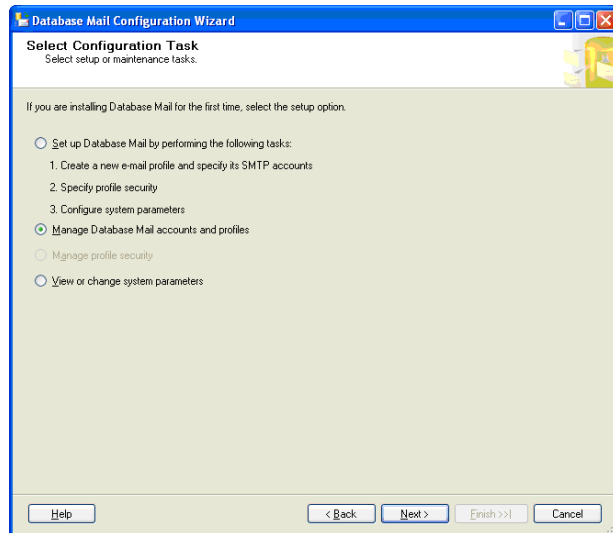 Database Mail Configuration Wizard
Select Configuration Task
Select setup or maintenance tasks.
If you are installing Database Mail for the first time, select the setup option.
Set up Database Mail by performing the following tasks:
1. Create a new e-mail profile and specify its SMTP accounts
2. Specify profile security
3. Configure system parameters
Manage Database Mail accounts and profiles
Manage profile security
View or change system parameters
Help
< Back
Next >
Finish >>|
Cancel